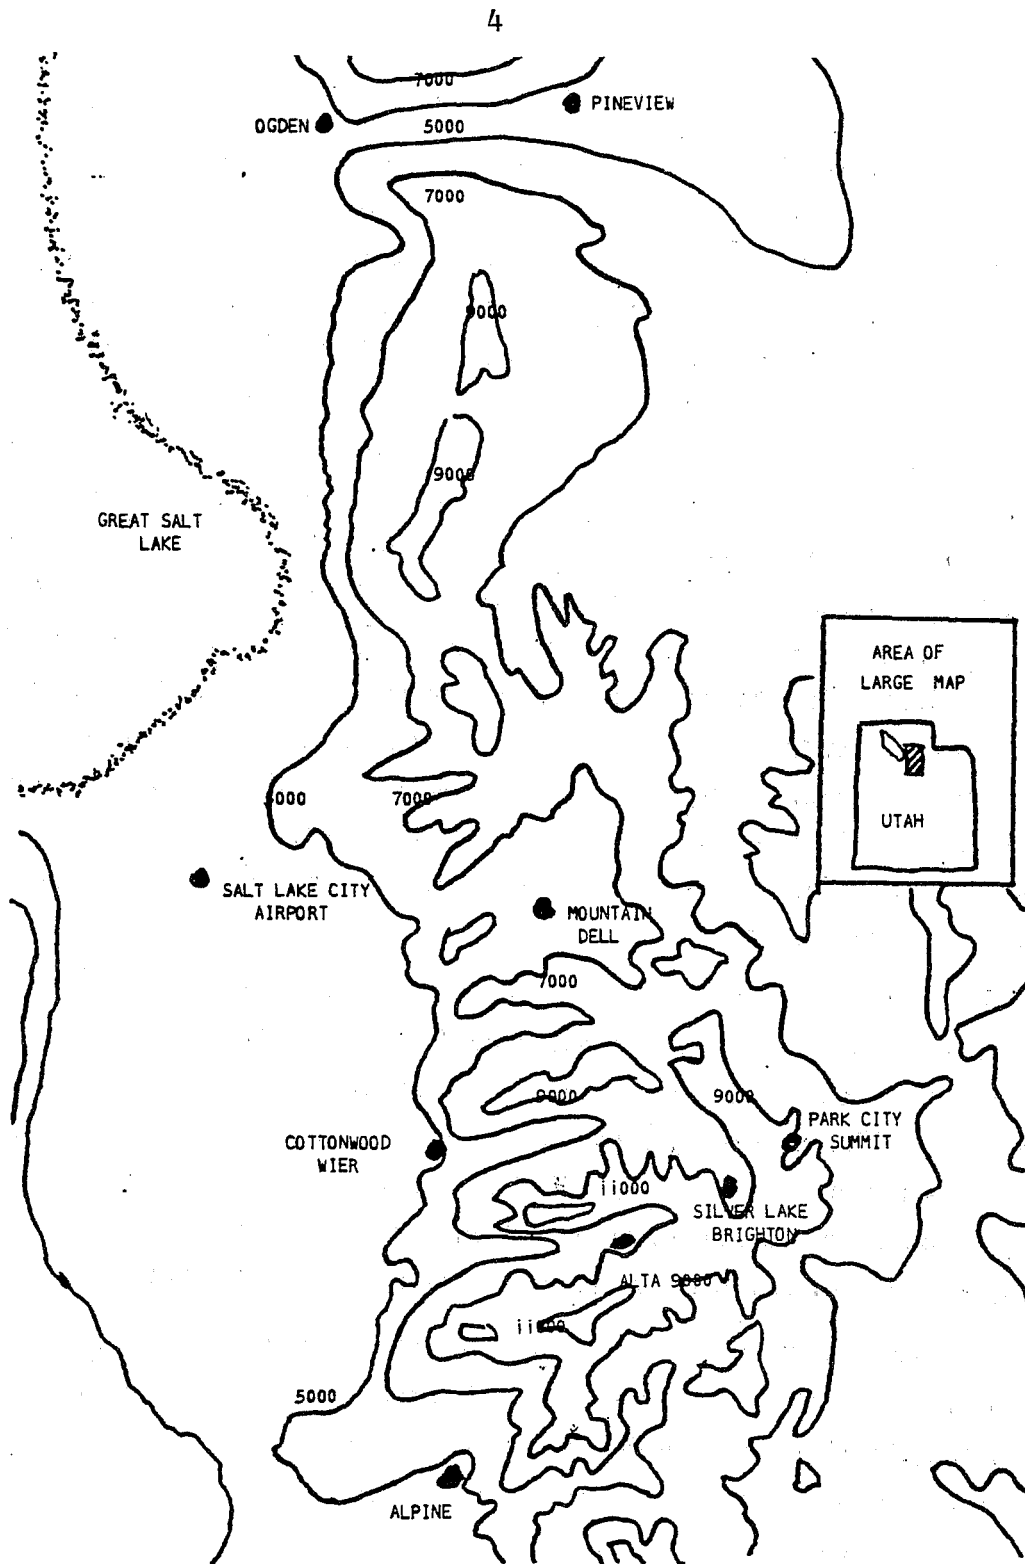 4
7000
PINEVIEW
OGDEN
5000
7000
9000
9000
GREAT SALT
LAKE
AREA OF
LARGE MAP
UTAH
5000
7000
SALT LAKE CITY
AIRPORT
MOUNTAIN
DELL
7000
9000
9000
PARK CITY
SUMMIT
COTTONWOOD
WIER
ii000
SILVER LAKE
BRIGHTON
ALTA 9000
ii000
5000
ALPINE